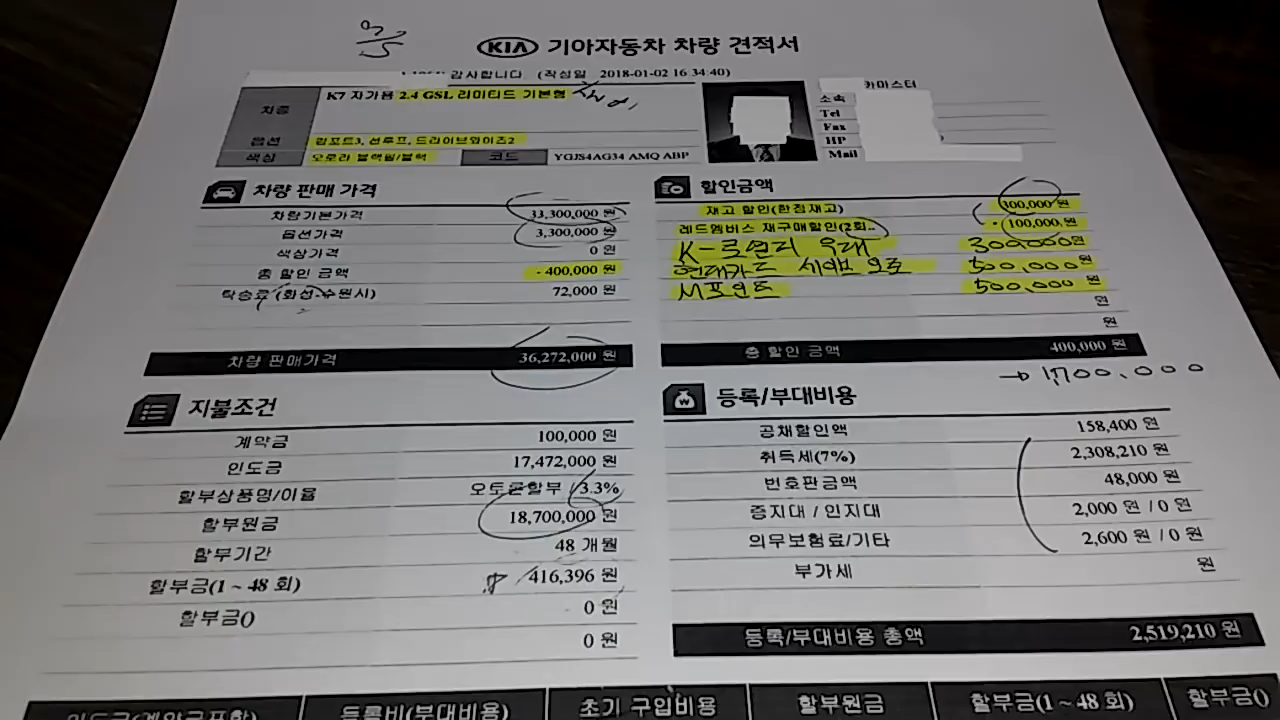 KIA 기아자동차 차량 견적서
감사합니다. (작성일 2018-01-02 16:34:40)
차종 K7 자가용 2.4 GSL 리미티드 기본형
옵션 컴포트3, 선루프, 드라이브와이즈2
색상 오로라 블랙펄/블랙 코드 YGJS4AG34 AMQ ABP
카마스터
소속
Tel
Fax
HP
Mail
차량 판매 가격
차량기본가격 33,300,000 원
옵션가격 3,300,000 원
색상가격 0 원
총 할인 금액 - 400,000 원
탁송료 (화성-수원시) 72,000 원
차량 판매가격 36,272,000 원
할인금액
재고 할인(한정재고) 300,000 원
레드멤버스 재구매할인(2회.. - 100,000 원
K-로열티 우대 300,000원
현대카드 세이브 오토 500,000원
M포인트 500,000 원
원
원
총 할인 금액 400,000 원
→ 1,700,000
지불조건
계약금 100,000 원
인도금 17,472,000 원
할부상품명/이율 오토론할부 / 3.3%
할부원금 18,700,000 원
할부기간 48 개월
할부금(1 ~ 48 회) 416,396 원
할부금() 0 원
0 원
등록/부대비용
공채할인액 158,400 원
취득세(7%) 2,308,210 원
번호판금액 48,000 원
증지대 / 인지대 2,000 원 / 0 원
의무보험료/기타 2,600 원 / 0 원
부가세 원
등록/부대비용 총액 2,519,210 원
인도금(계약금포함) 등록비(부대비용) 초기 구입비용 할부원금 할부금(1 ~ 48 회) 할부금()